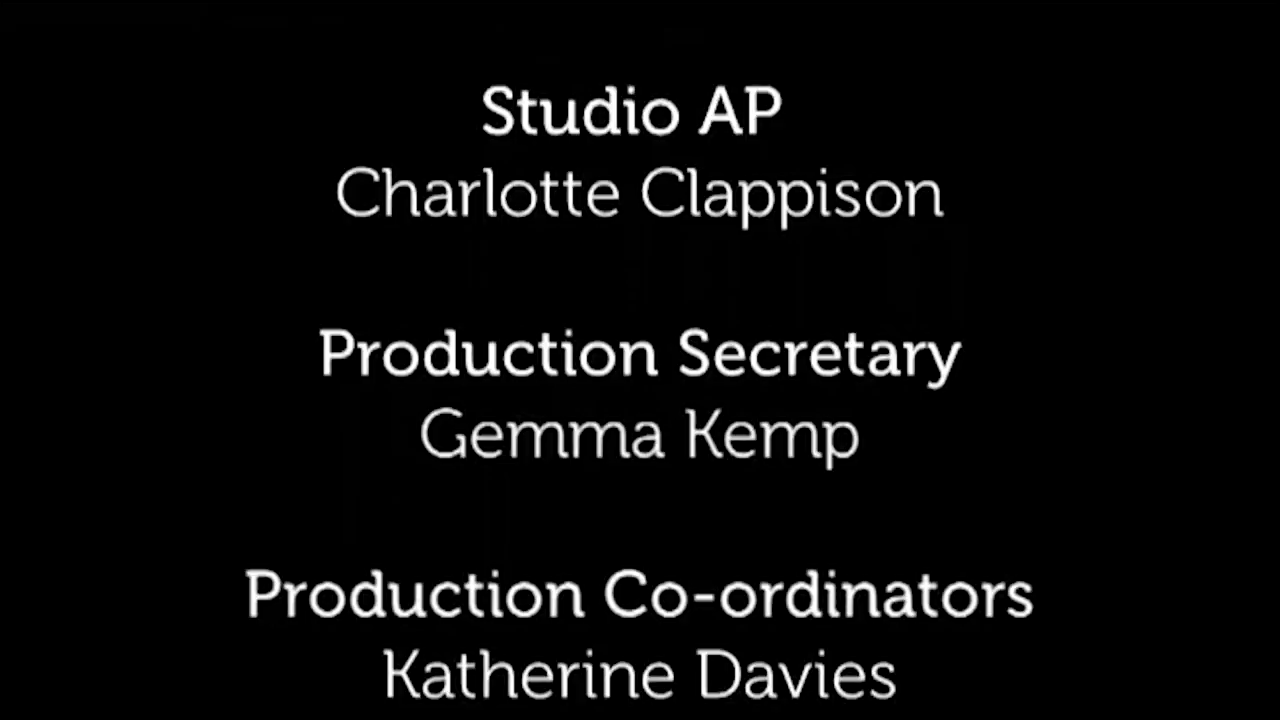 Studio AP
Charlotte Clappison
Production Secretary
Gemma Kemp
Production Co-ordinators
Katherine Davies